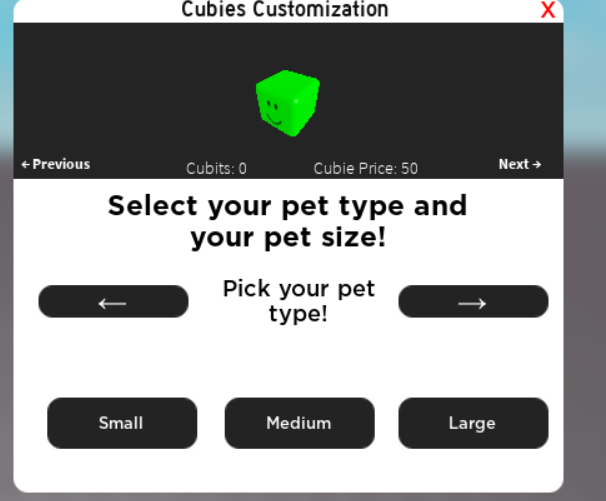 Cubies Customization X
← Previous Cubits: 0 Cubie Price: 50 Next →
Select your pet type and
your pet size!
← Pick your pet →
type!
Small Medium Large